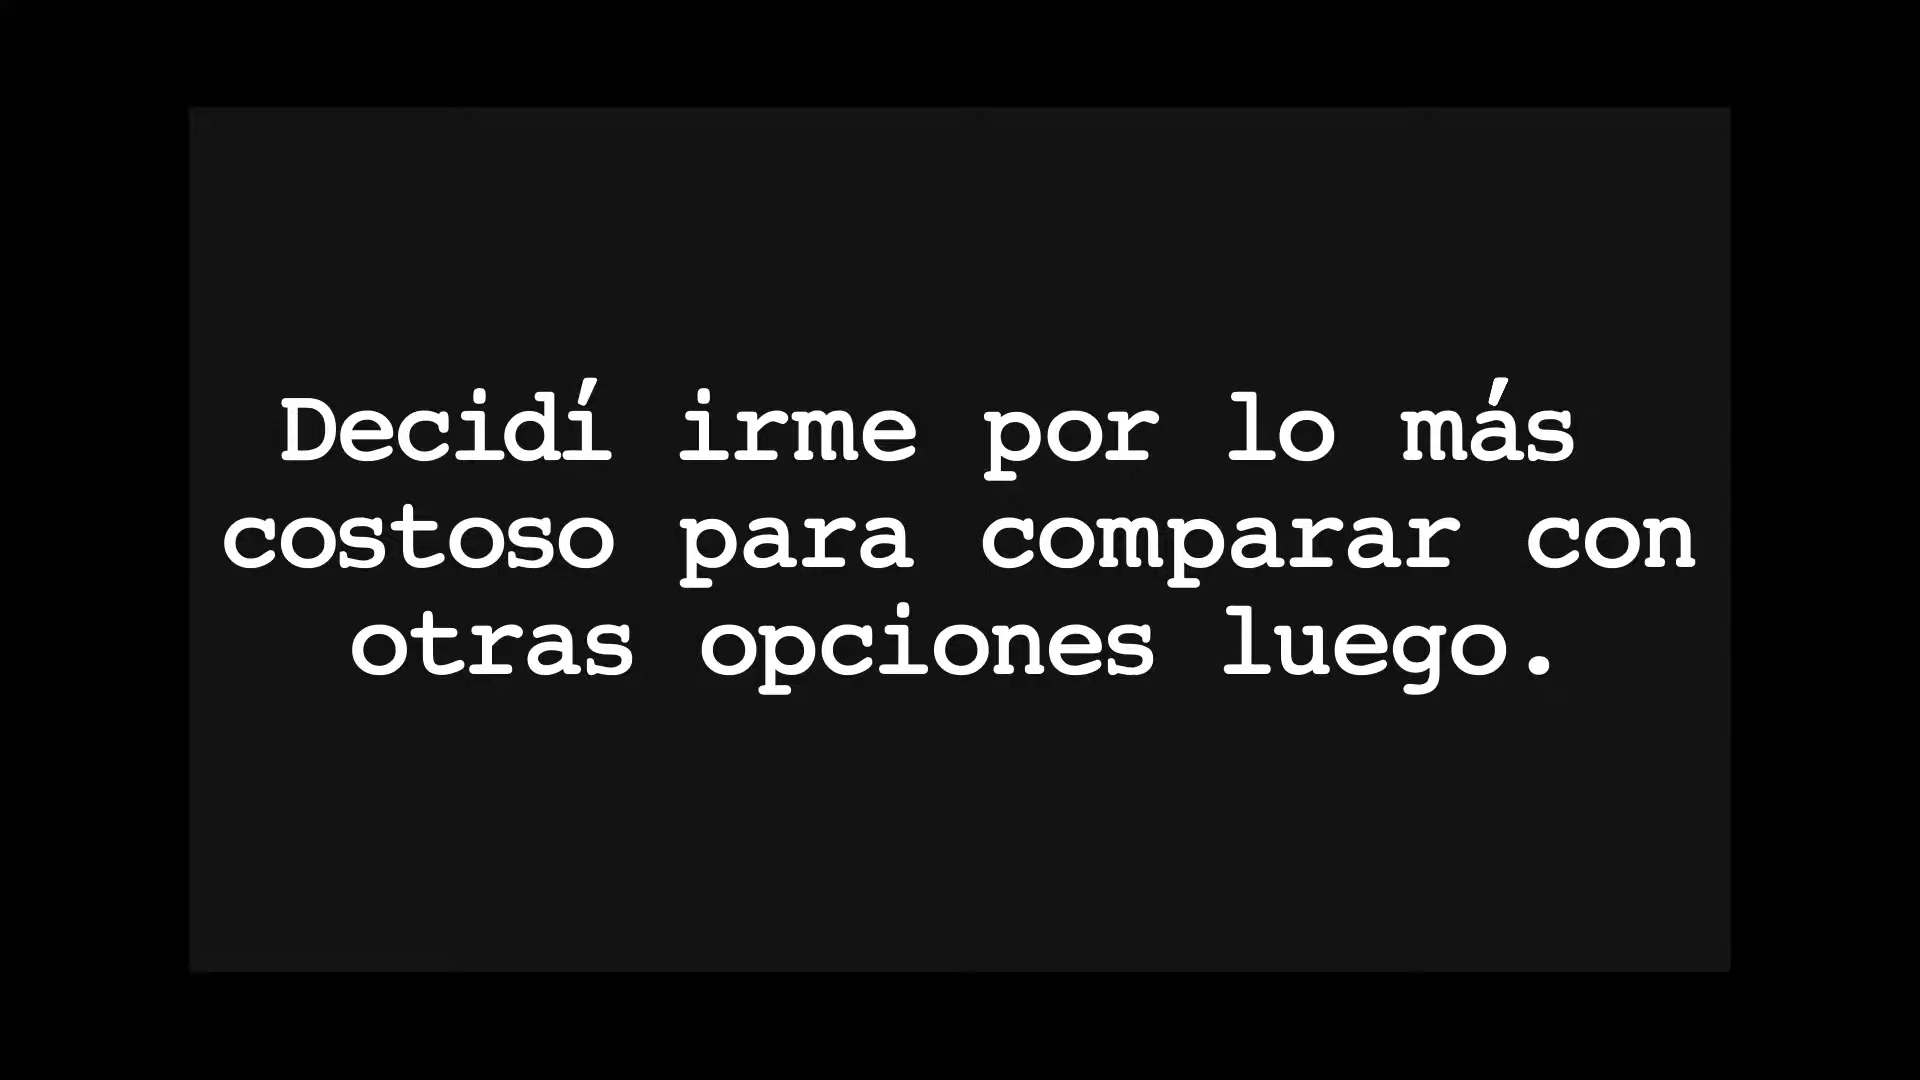 Decidí irme por lo más
costoso para comparar con
otras opciones luego.